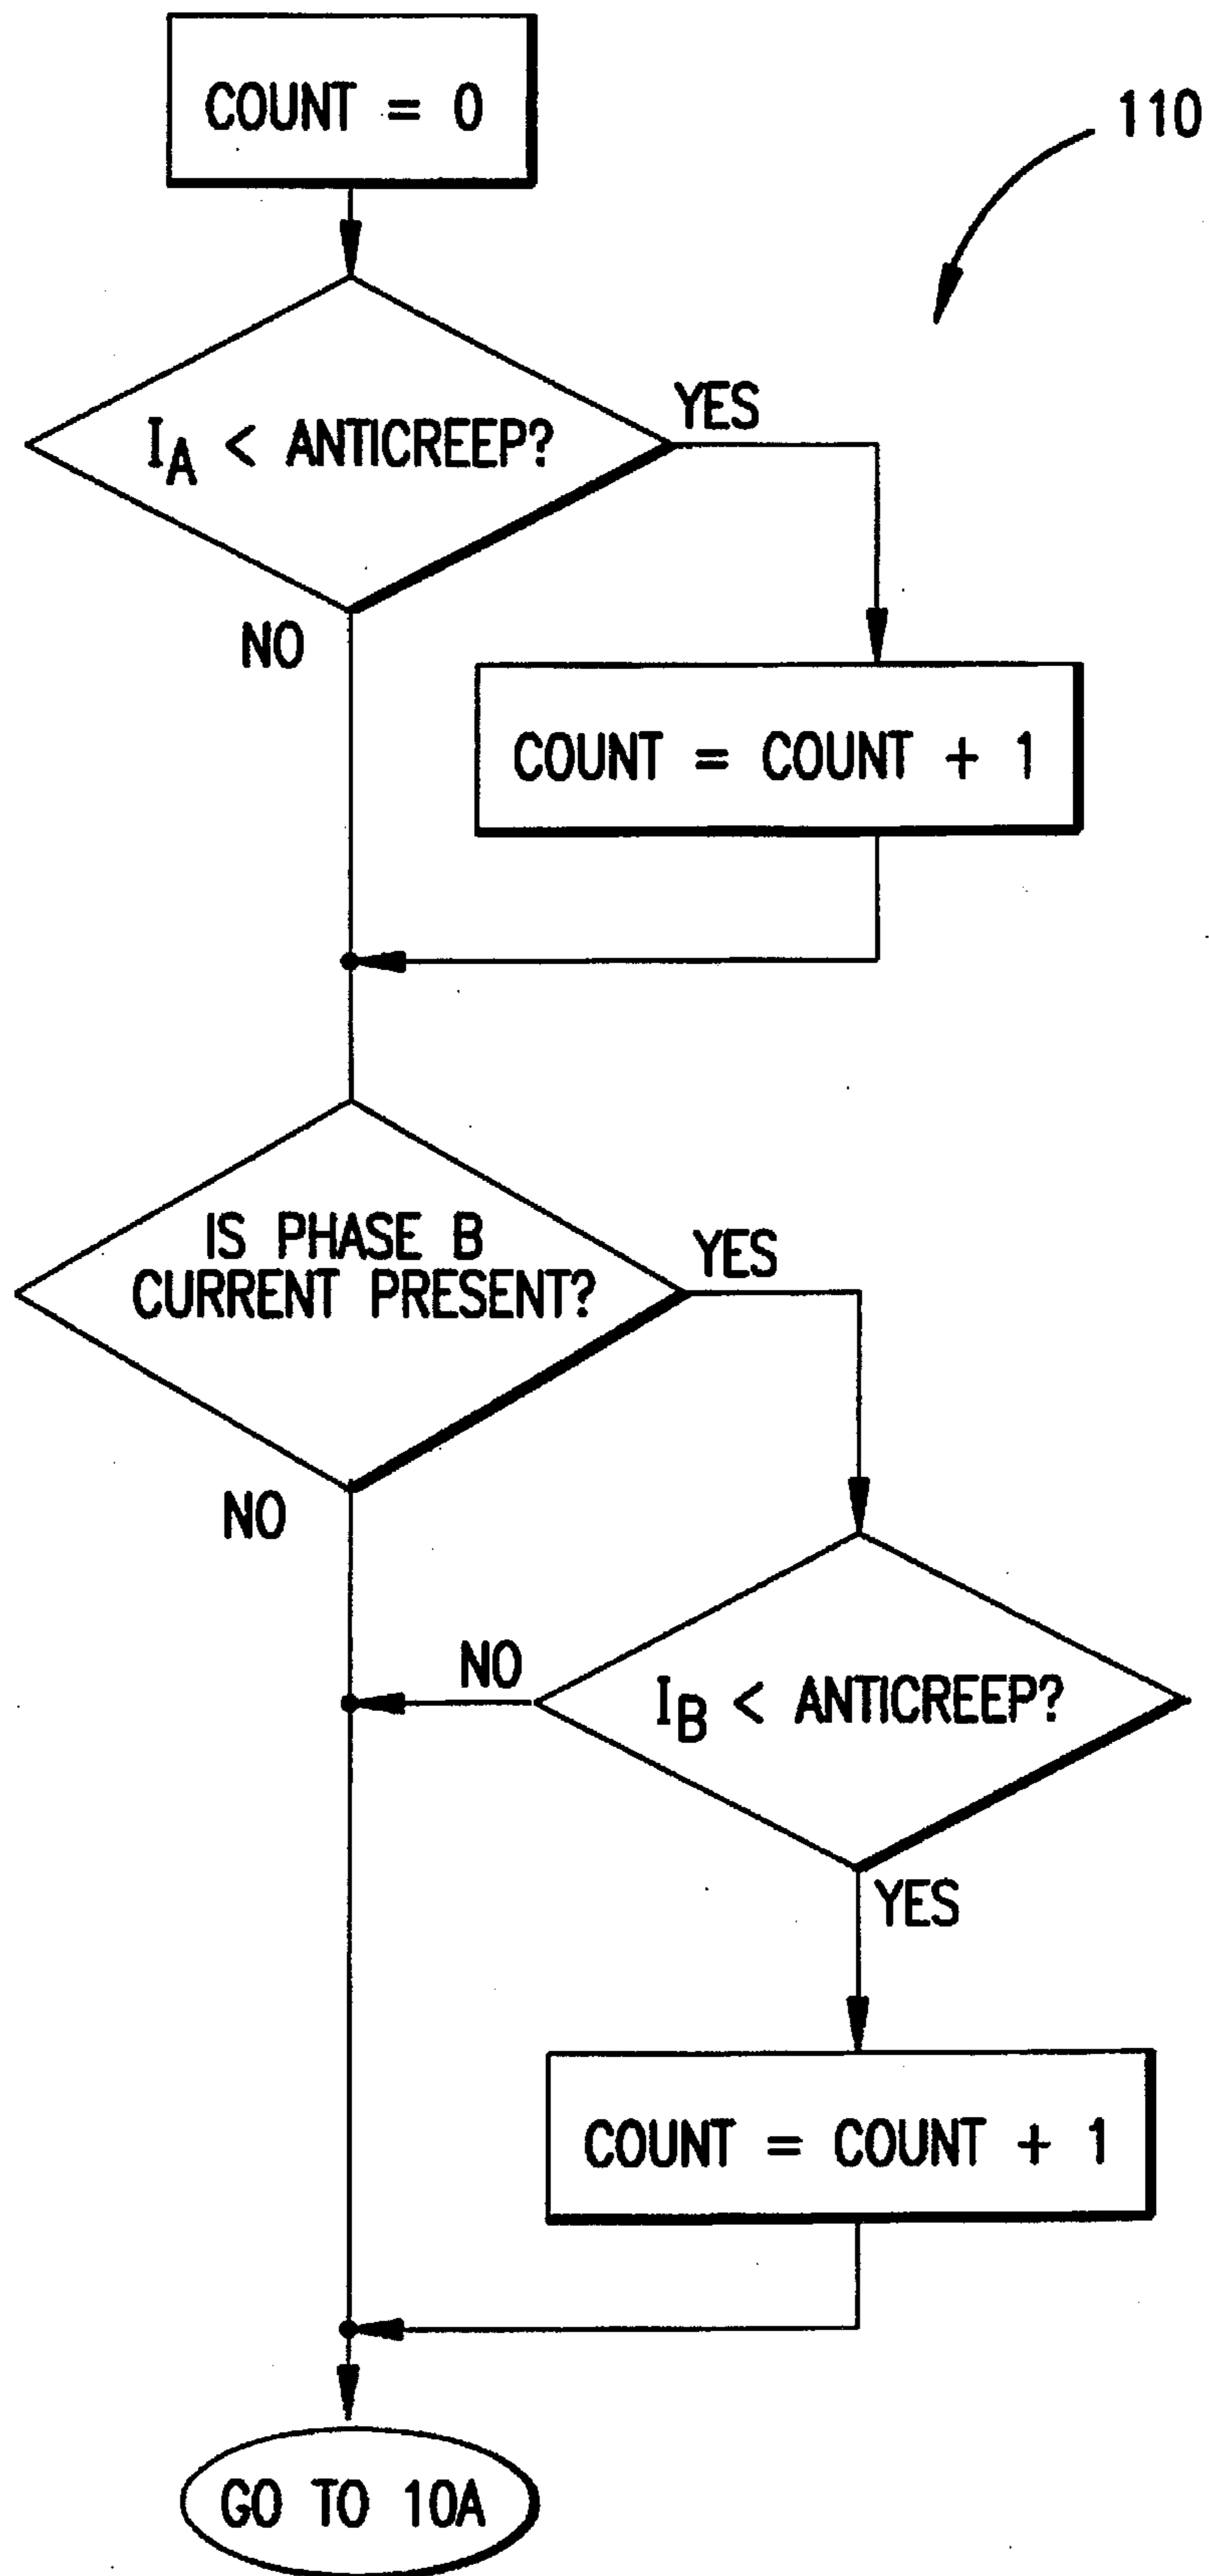 COUNT = 0
110
I_A < ANTICREEP?
YES
NO
COUNT = COUNT + 1
IS PHASE B
CURRENT PRESENT?
YES
NO
NO
I_B < ANTICREEP?
YES
COUNT = COUNT + 1
GO TO 10A